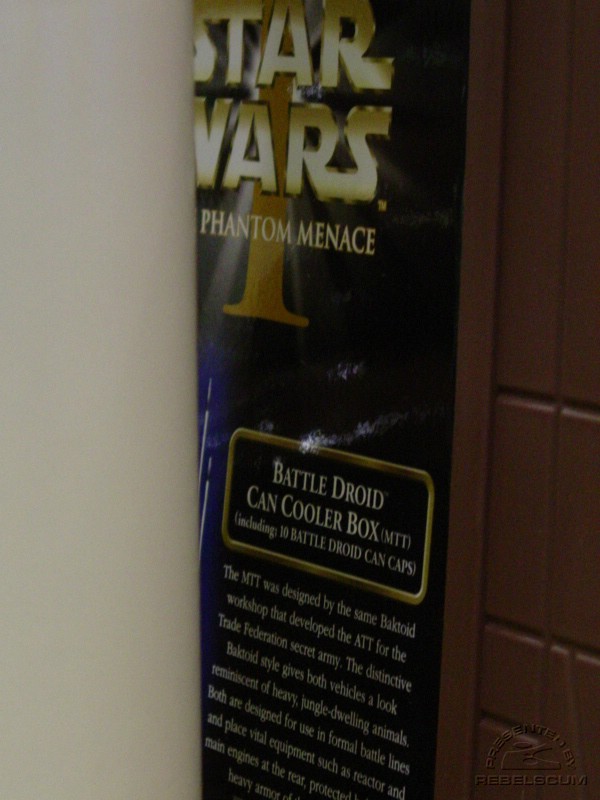 STAR
WARS
TM
I
PHANTOM MENACE
BATTLE DROID™
CAN COOLER BOX (MTT)
(including; 10 BATTLE DROID CAN CAPS)
The MTT was designed by the same Baktoid
workshop that developed the ATT for the
Trade Federation secret army. The distinctive
Baktoid style gives both vehicles a look
reminiscent of heavy, jungle-dwelling animals.
Both are designed for use in formal battle lines
and place vital equipment such as reactor and
main engines at the rear, protected
heavy armor of
PRESENTED BY
REBELSCUM